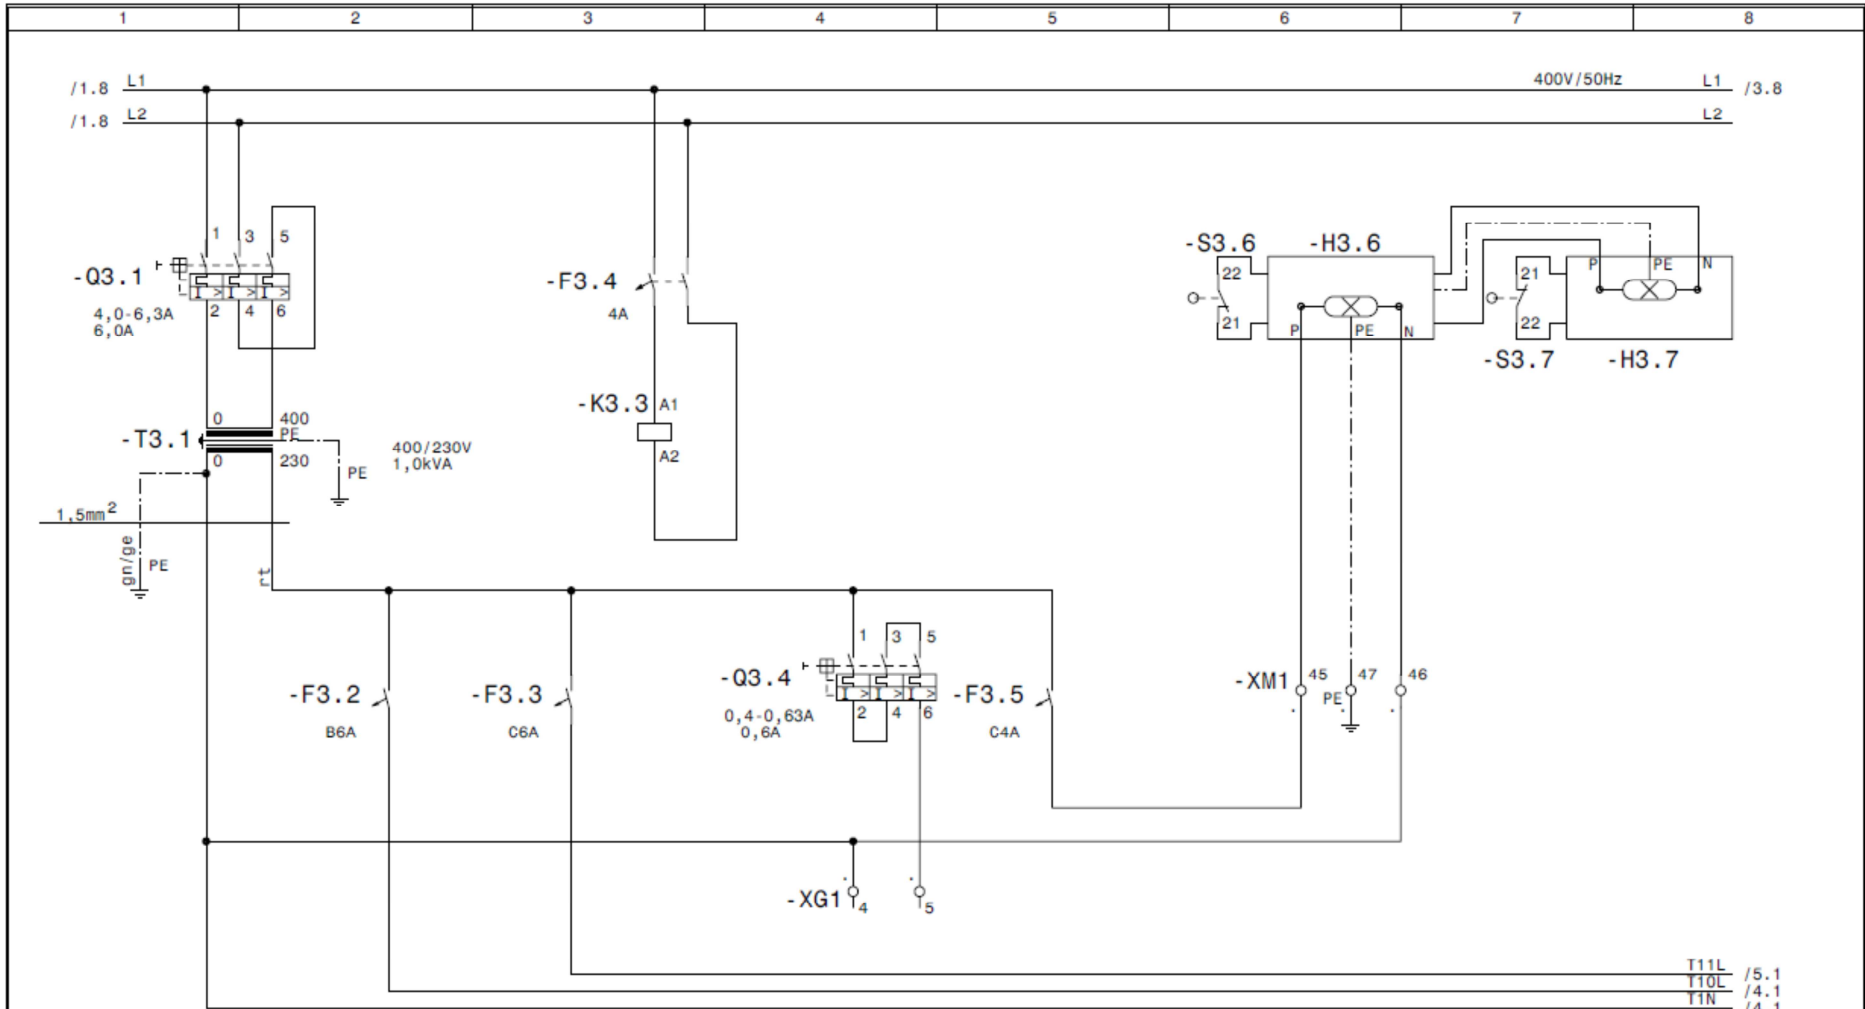 1 2 3 4 5 6 7 8
/1.8 L1 400V/50Hz L1 /3.8
/1.8 L2 L2
-S3.6 -H3.6
1 3 5
-Q3.1
-F3.4
22 21 P PE N
4,0-6,3A
6,0A
2 4 6
4A
21 P PE N 22
-S3.7 -H3.7
-K3.3 A1
0 400
PE
-T3.1
400/230V
1,0kVA
A2
0 230
PE
1,5mm²
gn/ge
PE
rt
1 3 5
-Q3.4
-XM1 45 47 46
-F3.2 -F3.3 -F3.5
PE
0,4-0,63A
0,6A
2 4 6
B6A C6A C4A
-XG1 4 5
T11L /5.1
T10L /4.1
T1N /4.1